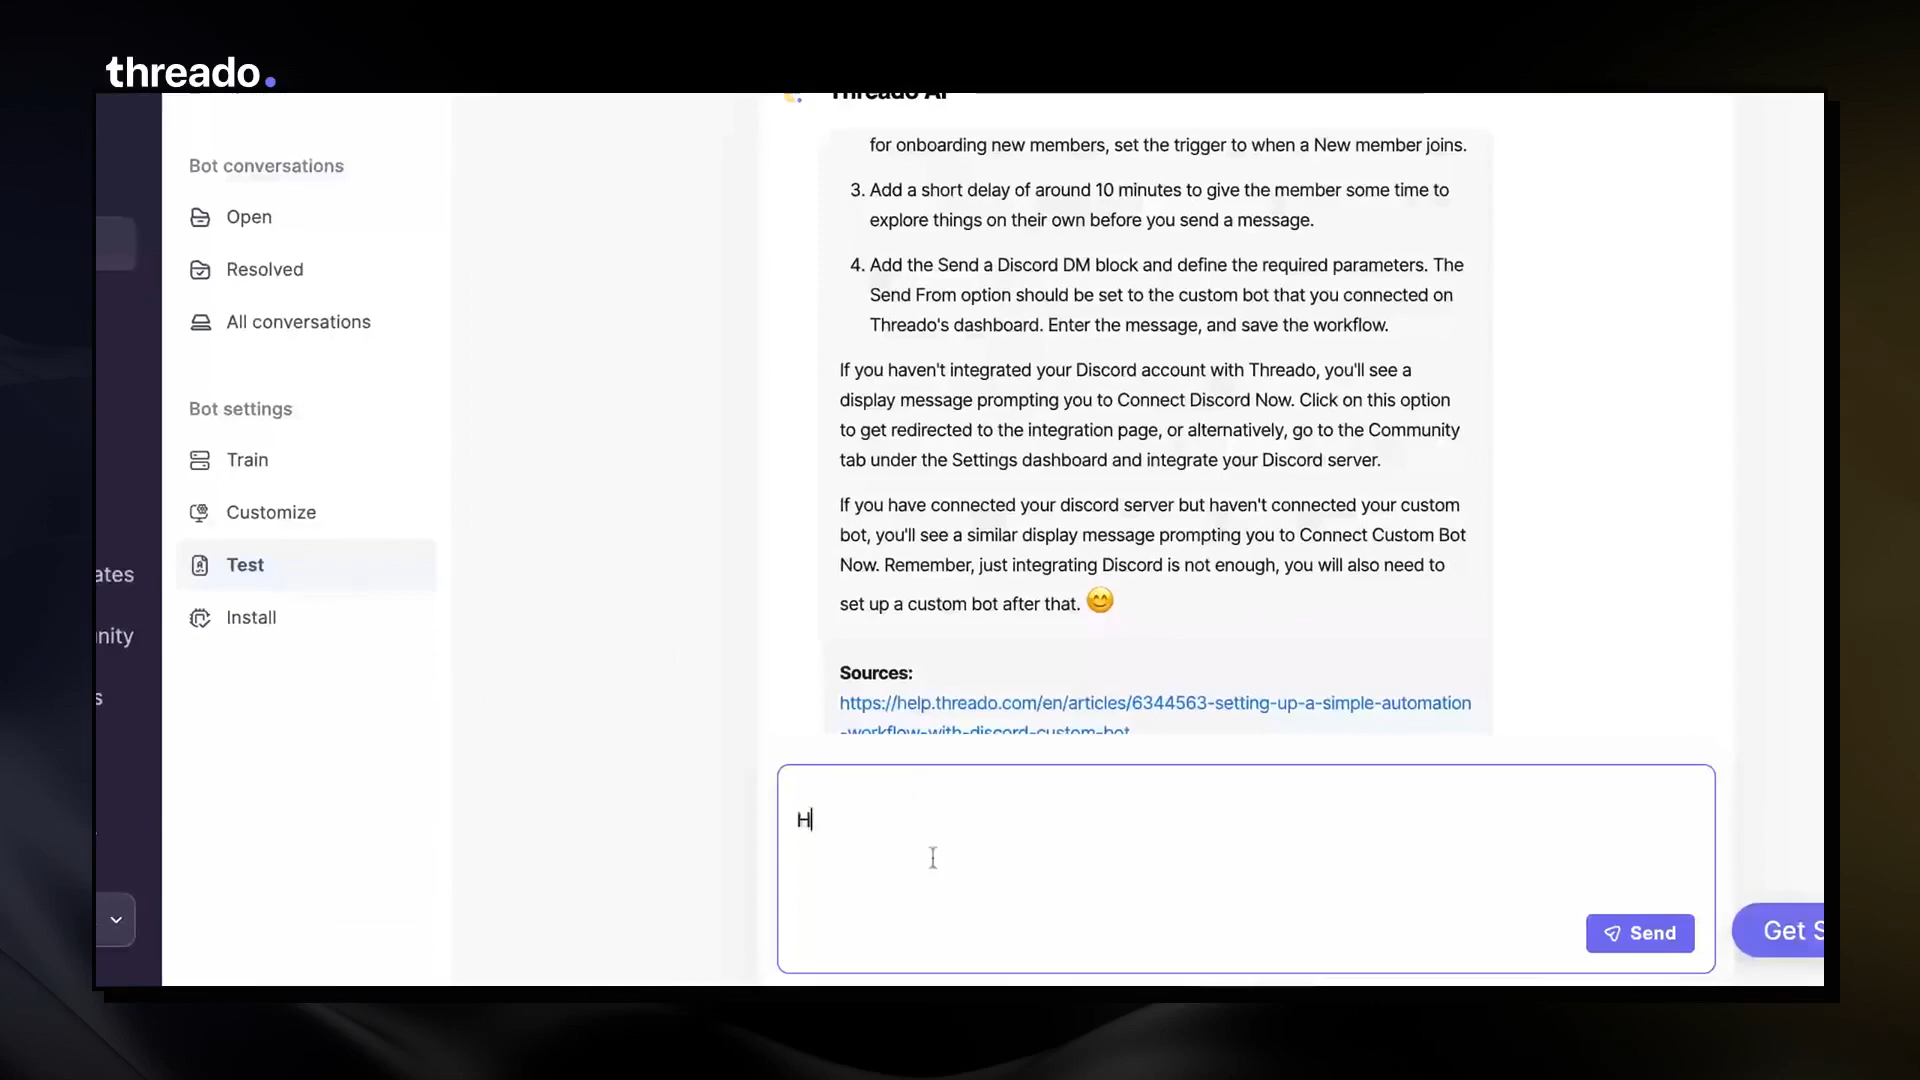 threado.
Threado AI
for onboarding new members, set the trigger to when a New member joins.
3. Add a short delay of around 10 minutes to give the member some time to
explore things on their own before you send a message.
4. Add the Send a Discord DM block and define the required parameters. The
Send From option should be set to the custom bot that you connected on
Threado's dashboard. Enter the message, and save the workflow.
If you haven't integrated your Discord account with Threado, you'll see a
display message prompting you to Connect Discord Now. Click on this option
to get redirected to the integration page, or alternatively, go to the Community
tab under the Settings dashboard and integrate your Discord server.
If you have connected your discord server but haven't connected your custom
bot, you'll see a similar display message prompting you to Connect Custom Bot
Now. Remember, just integrating Discord is not enough, you will also need to
set up a custom bot after that. 😊
Sources:
https://help.threado.com/en/articles/6344563-setting-up-a-simple-automation
-workflow-with-discord-custom-bot
H
Send
Get S
Bot conversations
Open
Resolved
All conversations
Bot settings
Train
Customize
Test
Install
ates
nity
s